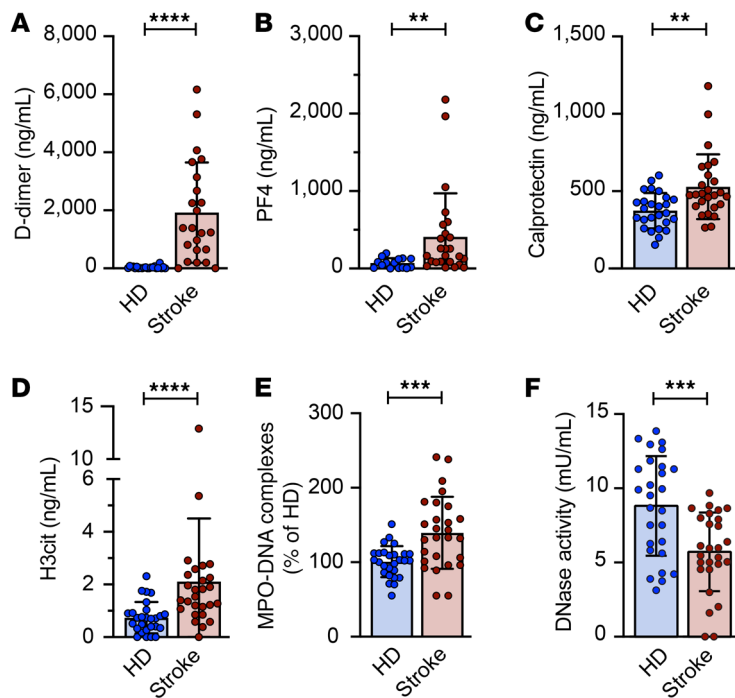 A
****
8,000
6,000
4,000
2,000
0
D-dimer (ng/mL)
HD
Stroke
B
**
3,000
2,000
1,000
0
PF4 (ng/mL)
HD
Stroke
C
**
1,500
1,000
500
0
Calprotectin (ng/mL)
HD
Stroke
D
****
15
10
6
4
2
0
H3cit (ng/mL)
HD
Stroke
E
***
300
200
100
0
MPO-DNA complexes
(% of HD)
HD
Stroke
F
***
15
10
5
0
DNase activity (mU/mL)
HD
Stroke